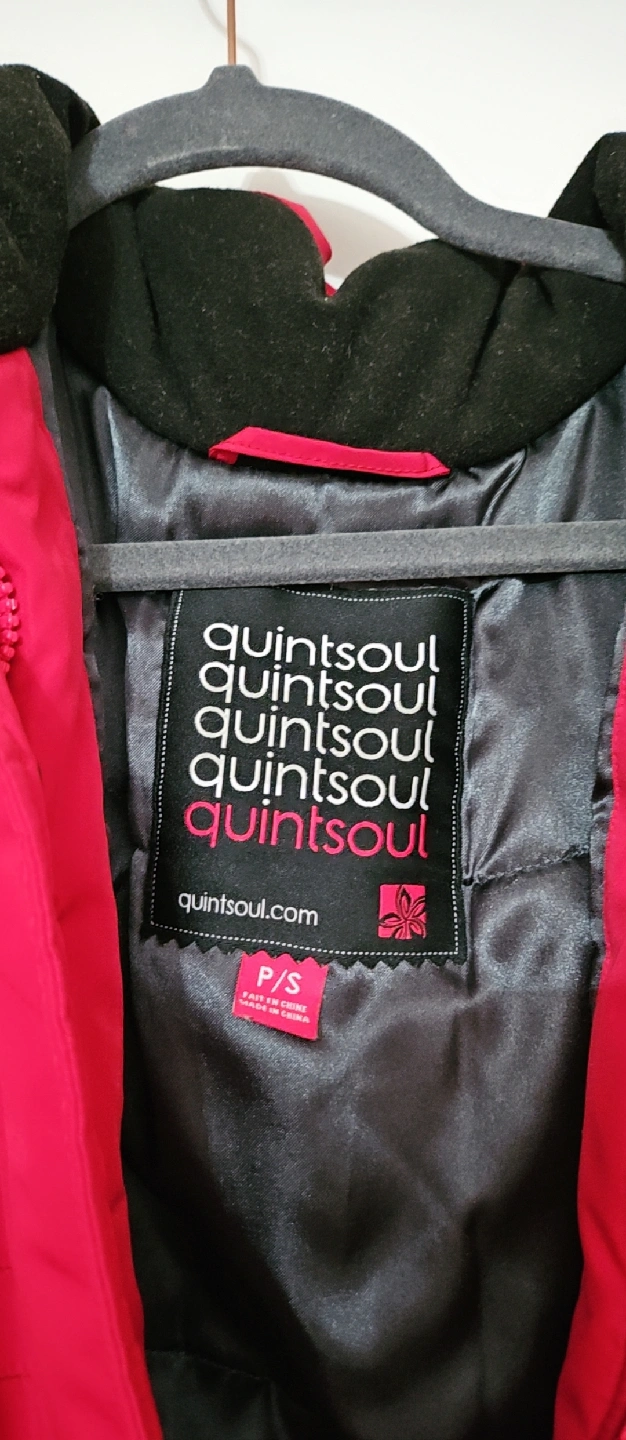 quintsoul
quintsoul
quintsoul
quintsoul
quintsoul
quintsoul.com
P/S
FAIT EN CHINE
MADE IN CHINA